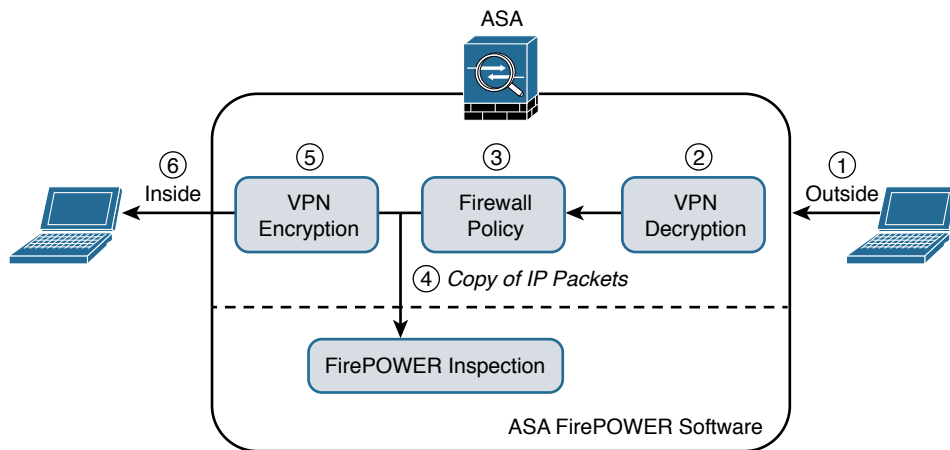 ASA
⑥
Inside
⑤
VPN
Encryption
③
Firewall
Policy
②
VPN
Decryption
①
Outside
④ Copy of IP Packets
FirePOWER Inspection
ASA FirePOWER Software